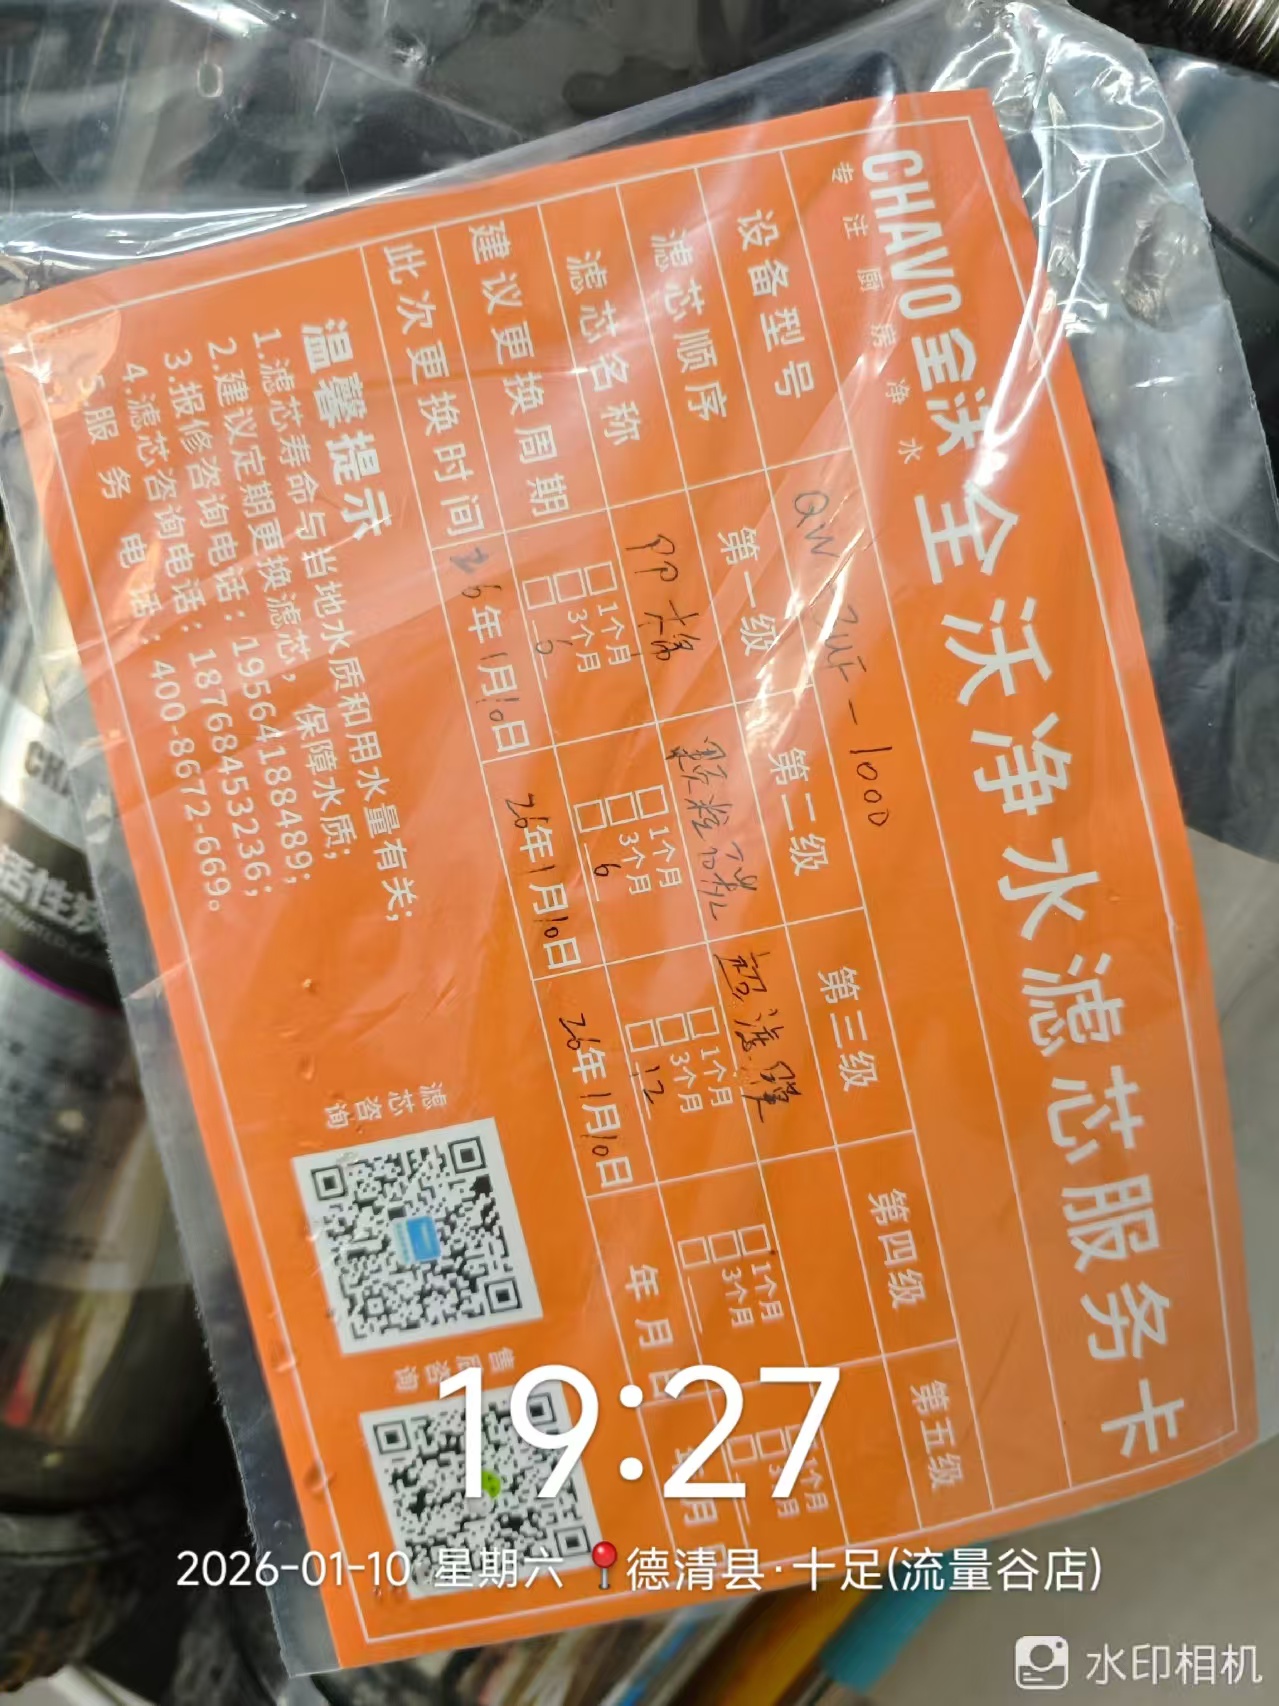 CHAVO全沃
专注厨房净水
全沃净水滤芯服务卡
设备型号 QW-ZUF-1000
滤芯顺序 第一级 第二级 第三级 第四级 第五级
滤芯名称 PP棉 颗粒 超滤膜
建议更换周期 □1个月 □3个月 □6 □1个月 □3个月 □6 □1个月 □3个月 □12 □1个月 □3个月 □ □1个月 □3个月 □
此次更换时间 26年1月10日 26年1月10日 26年1月10日 年月日 年月
温馨提示
1.滤芯寿命与当地水质和用水量有关;
2.建议定期更换滤芯,保障水质;
3.报修咨询电话:19564188489;
4.滤芯咨询电话:18768453236;
服务电话:400-8672-669。
滤芯咨询
售后咨询
CHA
活性炭
19:27
2026-01-10 星期六 德清县·十足(流量谷店)
水印相机